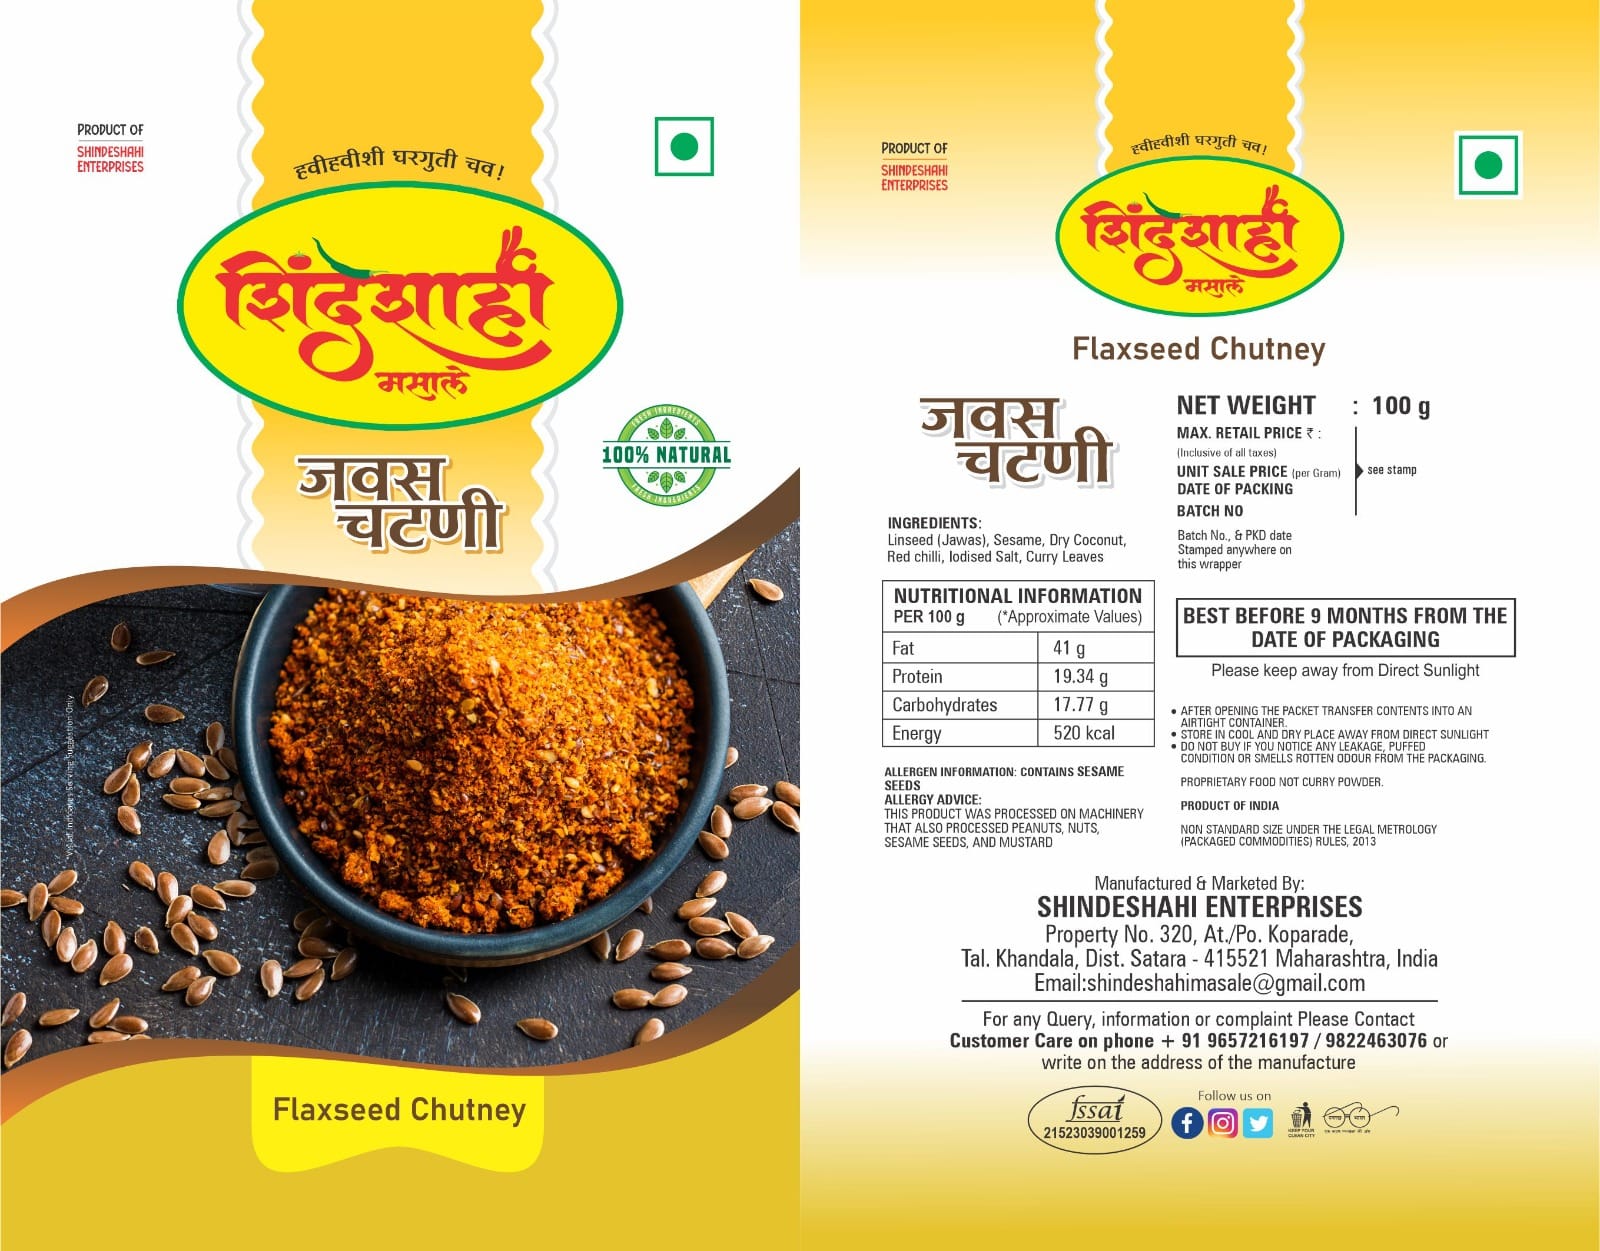 PRODUCT OF
SHINDESHAHI
ENTERPRISES
हवीहवीशी घरगुती चव!
शिंदेशाही
मसाले
FRESH INGREDIENTS
100% NATURAL
FRESH INGREDIENTS
जवस
चटणी
Serving Suggestion Only
Flaxseed Chutney
PRODUCT OF
SHINDESHAHI
ENTERPRISES
हवीहवीशी घरगुती चव!
शिंदेशाही
मसाले
Flaxseed Chutney
जवस
चटणी
INGREDIENTS:
Linseed (Jawas), Sesame, Dry Coconut,
Red chilli, Iodised Salt, Curry Leaves
NUTRITIONAL INFORMATION
PER 100 g (*Approximate Values)
Fat 41 g
Protein 19.34 g
Carbohydrates 17.77 g
Energy 520 kcal
ALLERGEN INFORMATION: CONTAINS SESAME
SEEDS
ALLERGY ADVICE:
THIS PRODUCT WAS PROCESSED ON MACHINERY
THAT ALSO PROCESSED PEANUTS, NUTS,
SESAME SEEDS, AND MUSTARD
NET WEIGHT : 100 g
MAX. RETAIL PRICE ₹ :
(Inclusive of all taxes)
UNIT SALE PRICE (per Gram) see stamp
DATE OF PACKING
BATCH NO
Batch No., & PKD date
Stamped anywhere on
this wrapper
BEST BEFORE 9 MONTHS FROM THE
DATE OF PACKAGING
Please keep away from Direct Sunlight
• AFTER OPENING THE PACKET TRANSFER CONTENTS INTO AN
AIRTIGHT CONTAINER.
• STORE IN COOL AND DRY PLACE AWAY FROM DIRECT SUNLIGHT
• DO NOT BUY IF YOU NOTICE ANY LEAKAGE, PUFFED
CONDITION OR SMELLS ROTTEN ODOUR FROM THE PACKAGING.
PROPRIETARY FOOD NOT CURRY POWDER.
PRODUCT OF INDIA
NON STANDARD SIZE UNDER THE LEGAL METROLOGY
(PACKAGED COMMODITIES) RULES, 2013
Manufactured & Marketed By:
SHINDESHAHI ENTERPRISES
Property No. 320, At./Po. Koparade,
Tal. Khandala, Dist. Satara - 415521 Maharashtra, India
Email:shindeshahimasale@gmail.com
For any Query, information or complaint Please Contact
Customer Care on phone + 91 9657216197 / 9822463076 or
write on the address of the manufacture
fssai
21523039001259
Follow us on
KEEP YOUR
CLEAN CITY